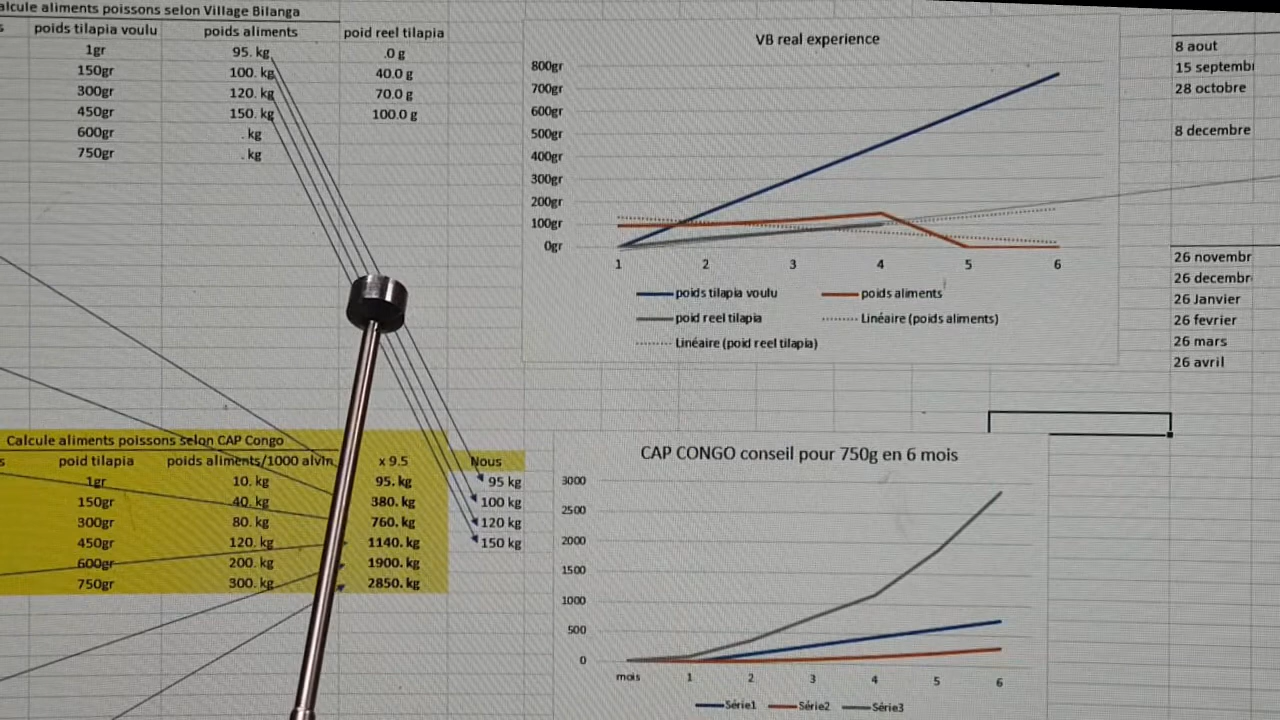 alcule aliments poissons selon Village Bilanga
s poids tilapia voulu poids aliments poid reel tilapia
1gr 95. kg .0 g
150gr 100. kg 40.0 g
300gr 120. kg 70.0 g
450gr 150. kg 100.0 g
600gr . kg
750gr . kg
VB real experience
800gr
700gr
600gr
500gr
400gr
300gr
200gr
100gr
0gr
1 2 3 4 5 6
poids tilapia voulu poids aliments
poid reel tilapia Linéaire (poids aliments)
Linéaire (poid reel tilapia)
8 aout
15 septembr
28 octobre
8 decembre
26 novembr
26 decembr
26 Janvier
26 fevrier
26 mars
26 avril
Calcule aliments poissons selon CAP Congo
s poid tilapia poids aliments/1000 alvin x 9.5 Nous
1gr 10. kg 95. kg 95 kg
150gr 40. kg 380. kg 100 kg
300gr 80. kg 760. kg 120 kg
450gr 120. kg 1140. kg 150 kg
600gr 200. kg 1900. kg
750gr 300. kg 2850. kg
CAP CONGO conseil pour 750g en 6 mois
3000
2500
2000
1500
1000
500
0
mois 1 2 3 4 5 6
Série1 Série2 Série3